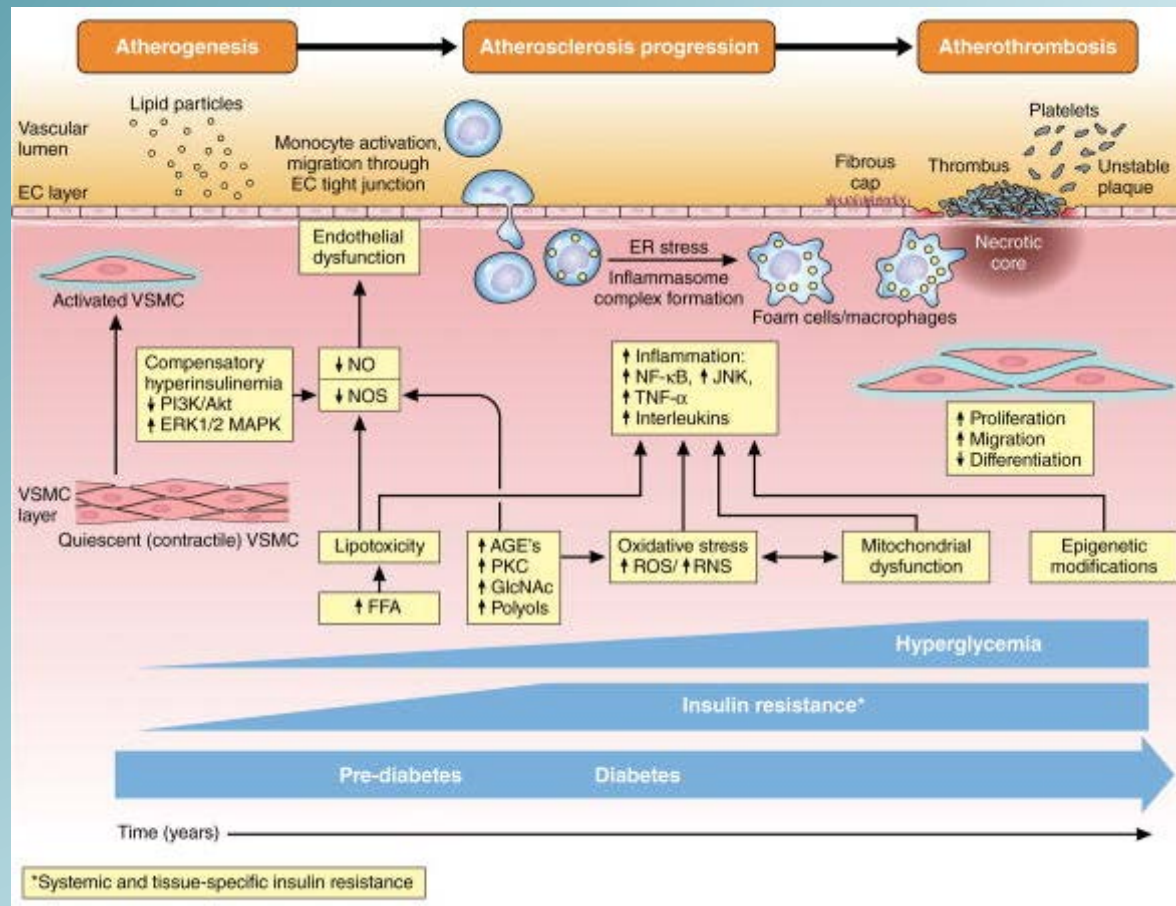 Atherogenesis
Atherosclerosis progression
Atherothrombosis
Lipid particles
Vascular
lumen
EC layer
Monocyte activation,
migration through
EC tight junction
Fibrous
cap
Thrombus
Platelets
Unstable
plaque
Endothelial
dysfunction
ER stress
Inflammasome
complex formation
Necrotic
core
Activated VSMC
Foam cells/macrophages
Compensatory
hyperinsulinemia
↓ PI3K/Akt
↑ ERK1/2 MAPK
↓ NO
↓ NOS
↑ Inflammation:
↑ NF-κB, ↑ JNK,
↑ TNF-α
↑ Interleukins
↑ Proliferation
↑ Migration
↓ Differentiation
VSMC
layer
Quiescent (contractile) VSMC
Lipotoxicity
↑ FFA
↑ AGE's
↑ PKC
↑ GlcNAc
↑ Polyols
Oxidative stress
↑ ROS/ ↑ RNS
Mitochondrial
dysfunction
Epigenetic
modifications
Hyperglycemia
Insulin resistance*
Pre-diabetes
Diabetes
Time (years)
*Systemic and tissue-specific insulin resistance